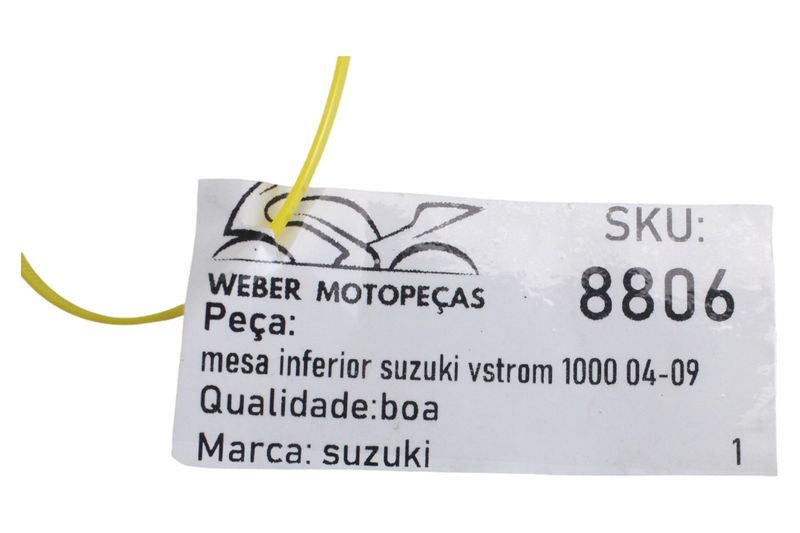 WEBER MOTOPEÇAS
SKU:
8806
Peça:
mesa inferior suzuki vstrom 1000 04-09
Qualidade:boa
Marca: suzuki
1